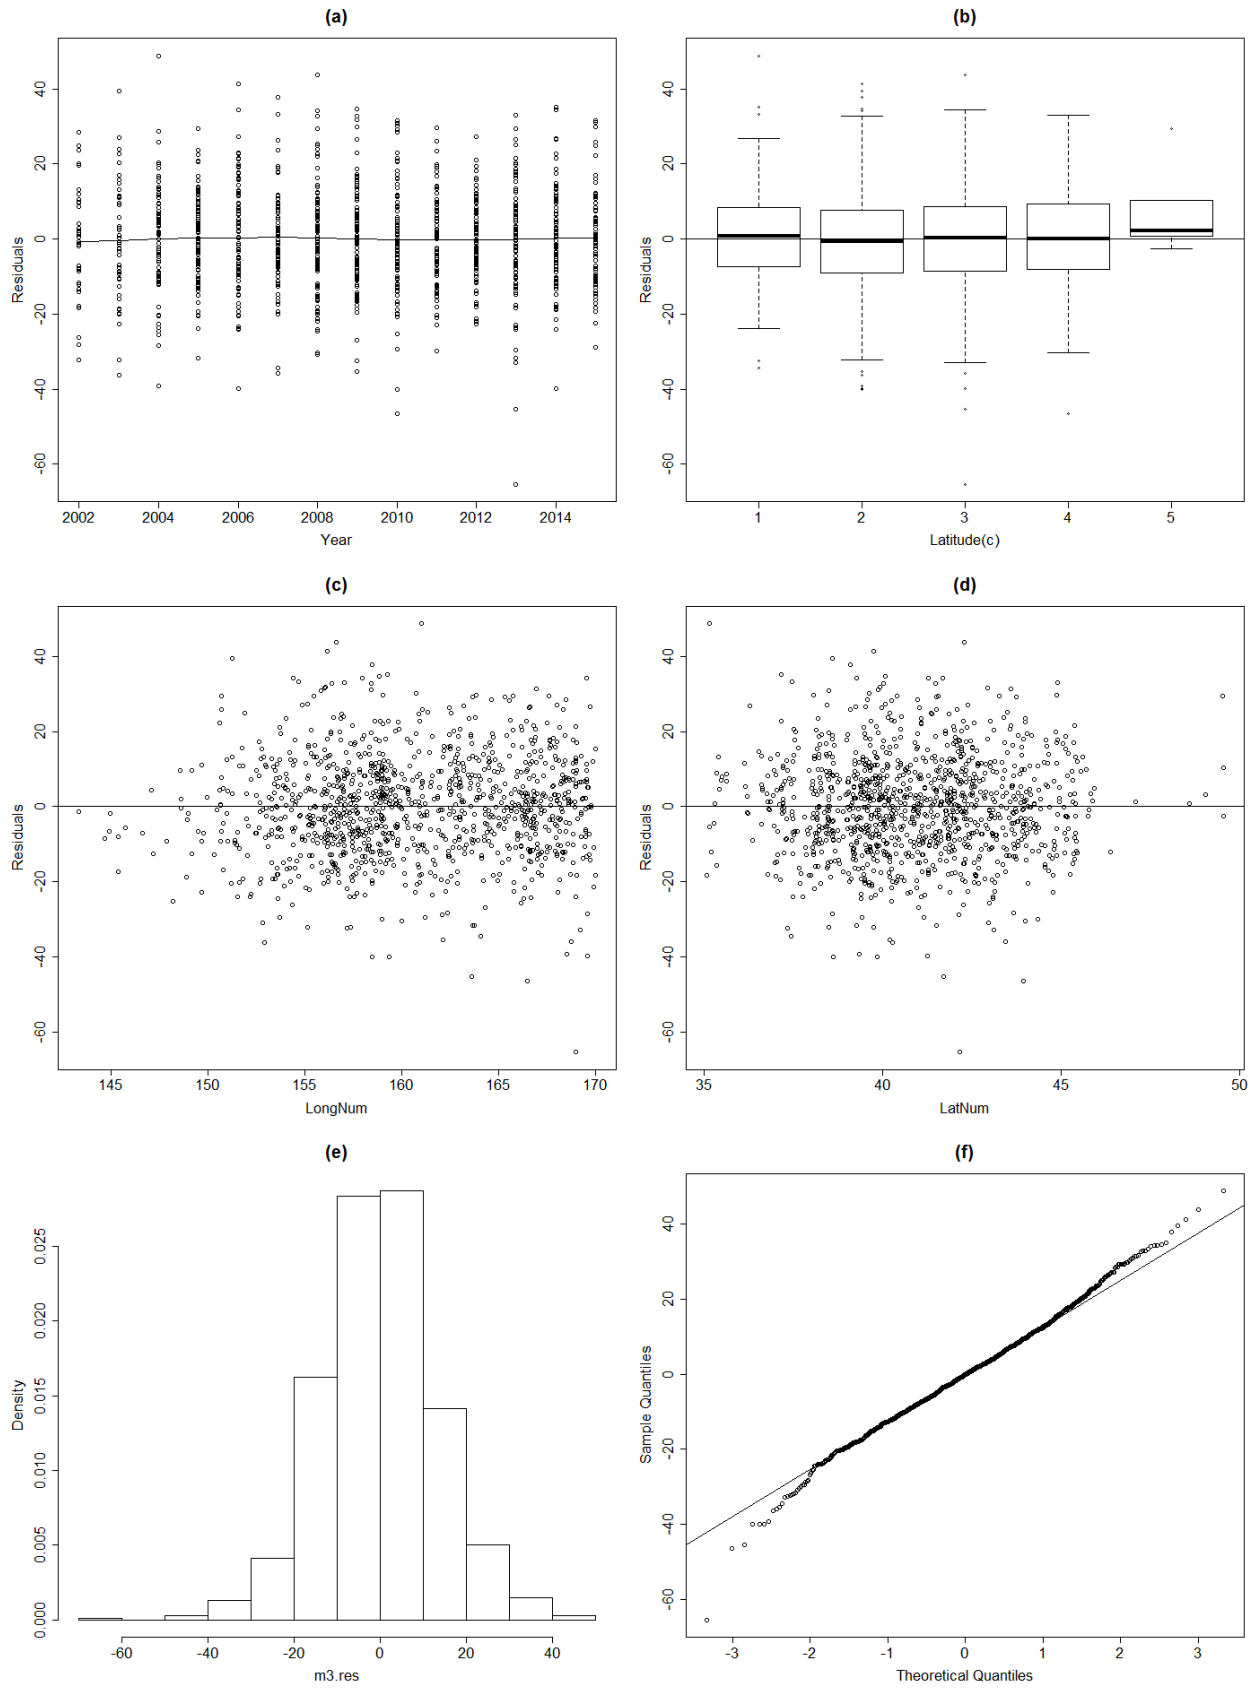 (a)
Residuals
40
20
0
-20
-40
-60
2002 2004 2006 2008 2010 2012 2014
Year
(b)
Residuals
40
20
0
-20
-40
-60
1 2 3 4 5
Latitude(c)
(c)
Residuals
40
20
0
-20
-40
-60
145 150 155 160 165 170
LongNum
(d)
Residuals
40
20
0
-20
-40
-60
35 40 45 50
LatNum
(e)
Density
0.025
0.020
0.015
0.010
0.005
0.000
-60 -40 -20 0 20 40
m3.res
(f)
Sample Quantiles
40
20
0
-20
-40
-60
-3 -2 -1 0 1 2 3
Theoretical Quantiles